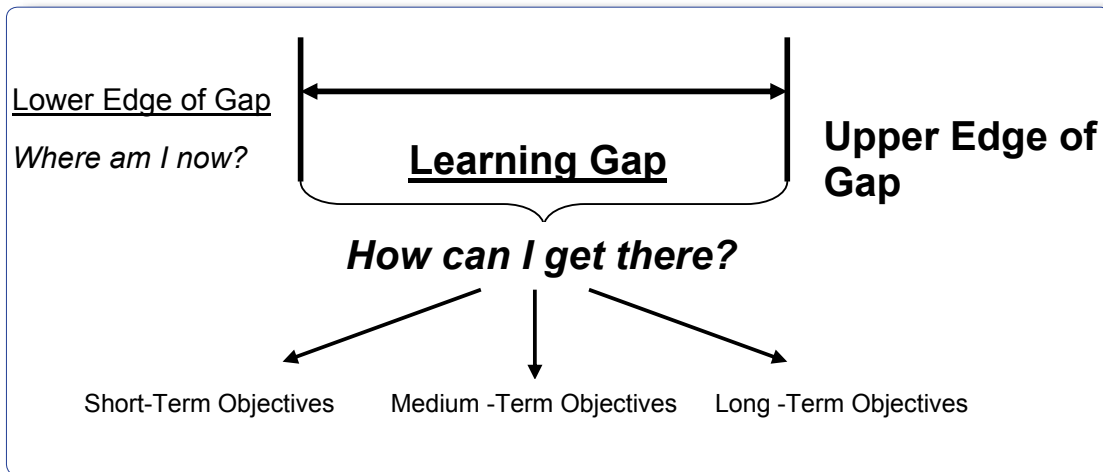 Lower Edge of Gap
Where am I now?
Learning Gap
Upper Edge of
Gap
How can I get there?
Short-Term Objectives
Medium -Term Objectives
Long -Term Objectives